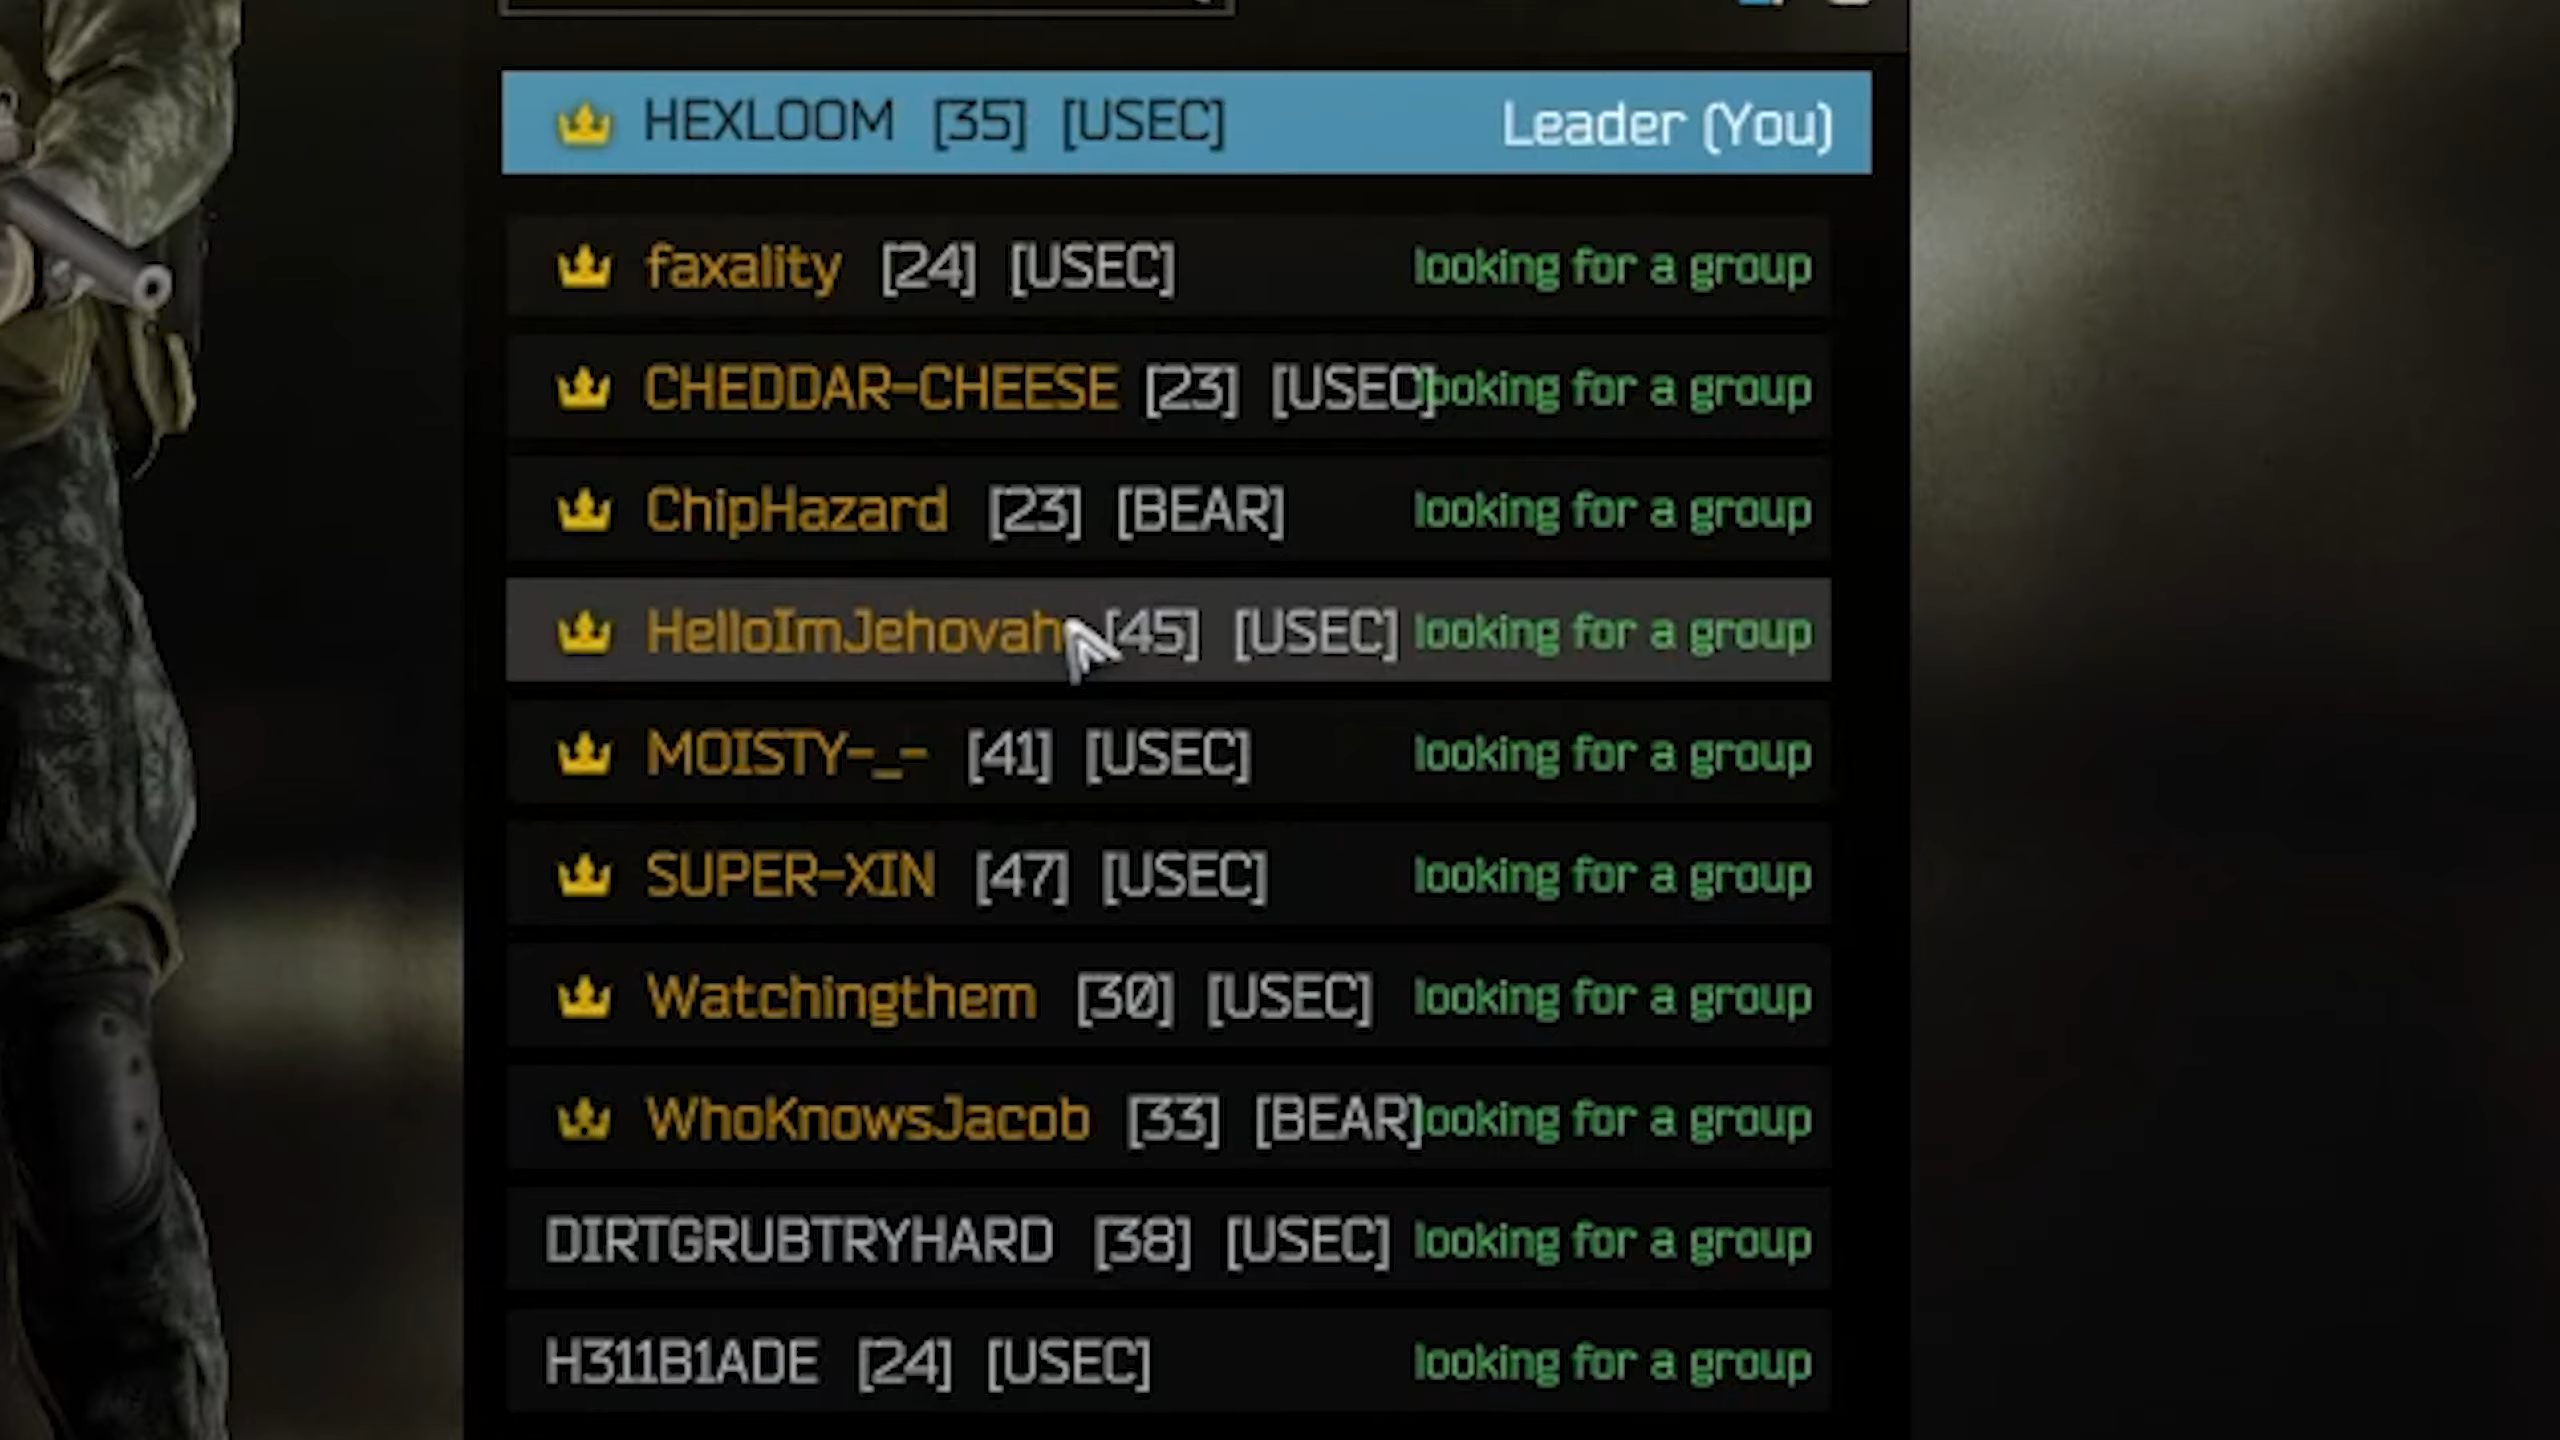 HEXLOOM [35] [USEC] Leader (You)
faxality [24] [USEC] looking for a group
CHEDDAR-CHEESE [23] [USEC] looking for a group
ChipHazard [23] [BEAR] looking for a group
HelloImJehovah [45] [USEC] looking for a group
MOISTY-_- [41] [USEC] looking for a group
SUPER-XIN [47] [USEC] looking for a group
Watchingthem [30] [USEC] looking for a group
WhoKnowsJacob [33] [BEAR] looking for a group
DIRTGRUBTRYHARD [38] [USEC] looking for a group
H311B1ADE [24] [USEC] looking for a group